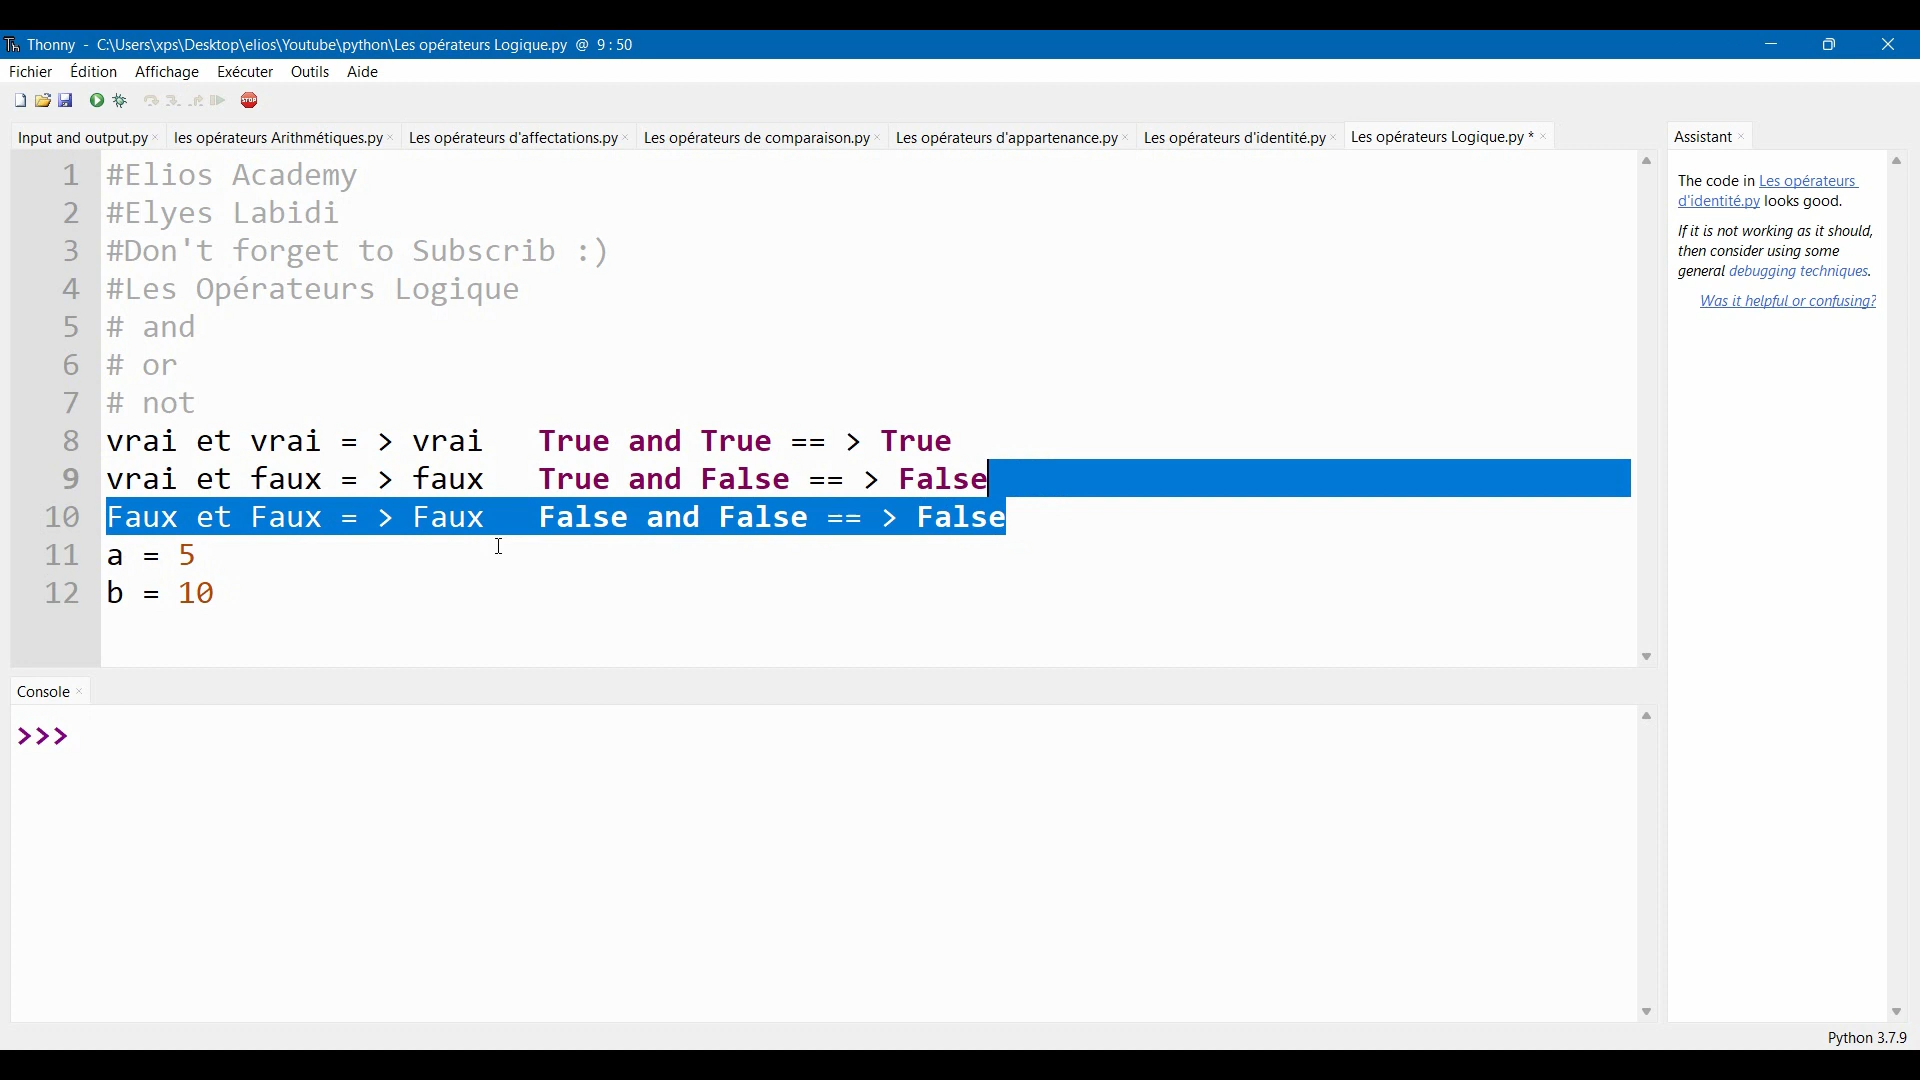 Thonny - C:\Users\xps\Desktop\elios\Youtube\python\Les opérateurs Logique.py @ 9 : 50
Fichier Édition Affichage Exécuter Outils Aide
STOP
Input and output.py les opérateurs Arithmétiques.py Les opérateurs d'affectations.py Les opérateurs de comparaison.py Les opérateurs d'appartenance.py Les opérateurs d'identité.py Les opérateurs Logique.py *
1 #Elios Academy
2 #Elyes Labidi
3 #Don't forget to Subscrib :)
4 #Les Opérateurs Logique
5 # and
6 # or
7 # not
8 vrai et vrai = > vrai   True and True == > True
9 vrai et faux = > faux   True and False == > False
10 Faux et Faux = > Faux   False and False == > False
11 a = 5
12 b = 10
Console
>>>
Assistant
The code in Les opérateurs
d'identité.py looks good.
If it is not working as it should,
then consider using some
general debugging techniques.
Was it helpful or confusing?
Python 3.7.9